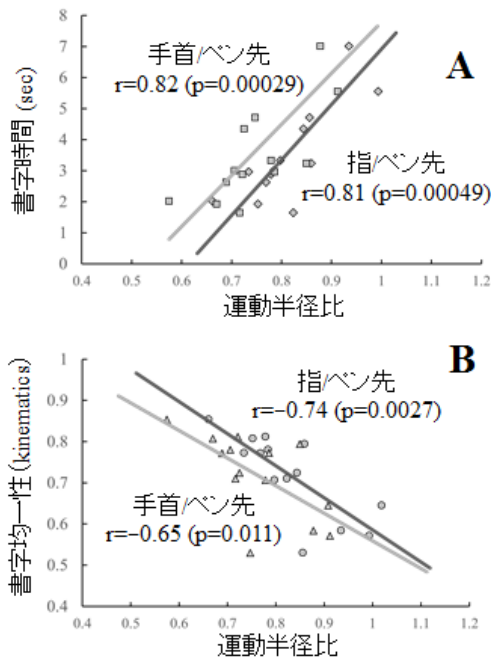 8
7
6
5
4
3
2
1
0
書字時間 (sec)
手首/ペン先
r=0.82 (p=0.00029)
A
指/ペン先
r=0.81 (p=0.00049)
0.4 0.5 0.6 0.7 0.8 0.9 1 1.1 1.2
運動半径比
1
0.9
0.8
0.7
0.6
0.5
0.4
書字均一性(kinematics)
B
指/ペン先
r=−0.74 (p=0.0027)
手首/ペン先
r=−0.65 (p=0.011)
0.4 0.5 0.6 0.7 0.8 0.9 1 1.1 1.2
運動半径比